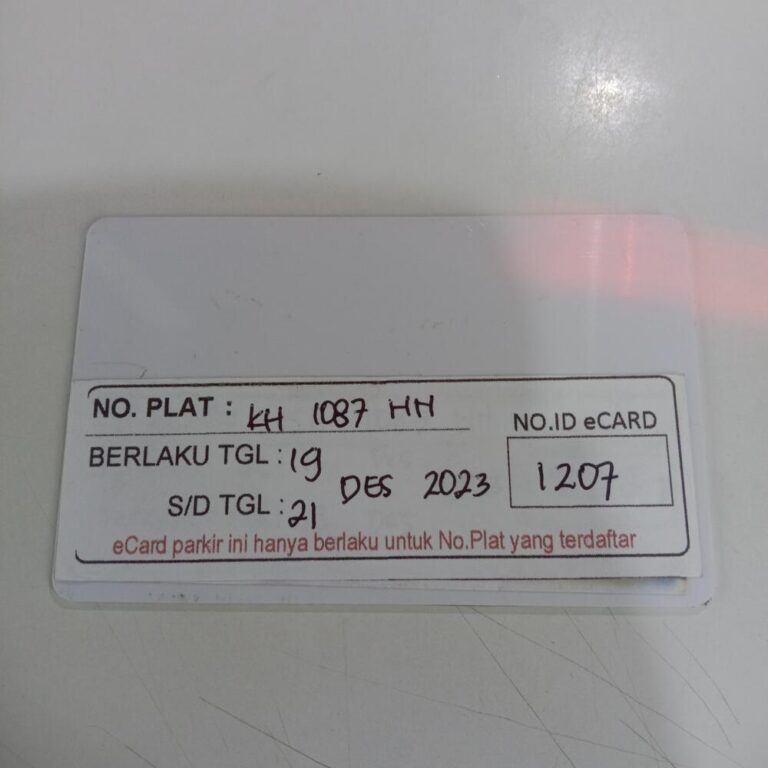 NO. PLAT : KH 1087 HH
NO.ID eCARD
BERLAKU TGL : 19
DES 2023
1207
S/D TGL : 21
eCard parkir ini hanya berlaku untuk No.Plat yang terdaftar